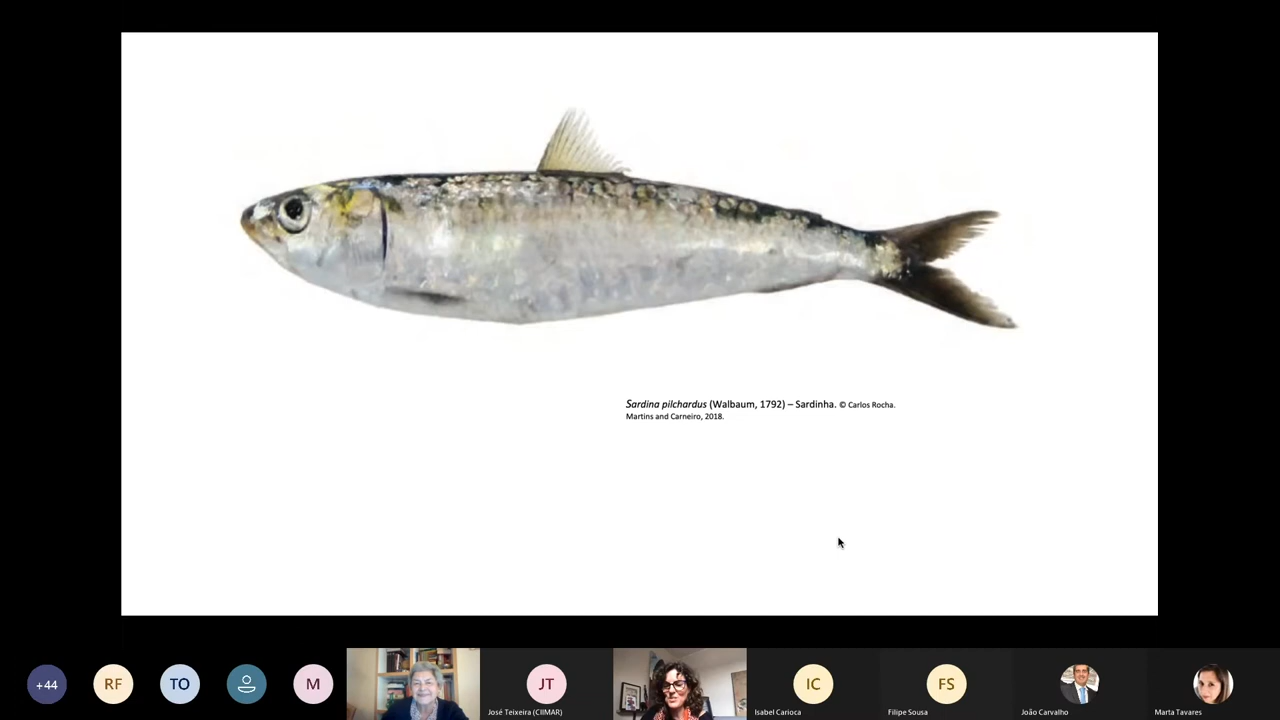 Sardina pilchardus (Walbaum, 1792) – Sardinha. © Carlos Rocha.
Martins and Carneiro, 2018.
+44
RF
TO
M
JT
José Teixeira (CIIMAR)
IC
Isabel Carioca
FS
Filipe Sousa
João Carvalho
Marta Tavares